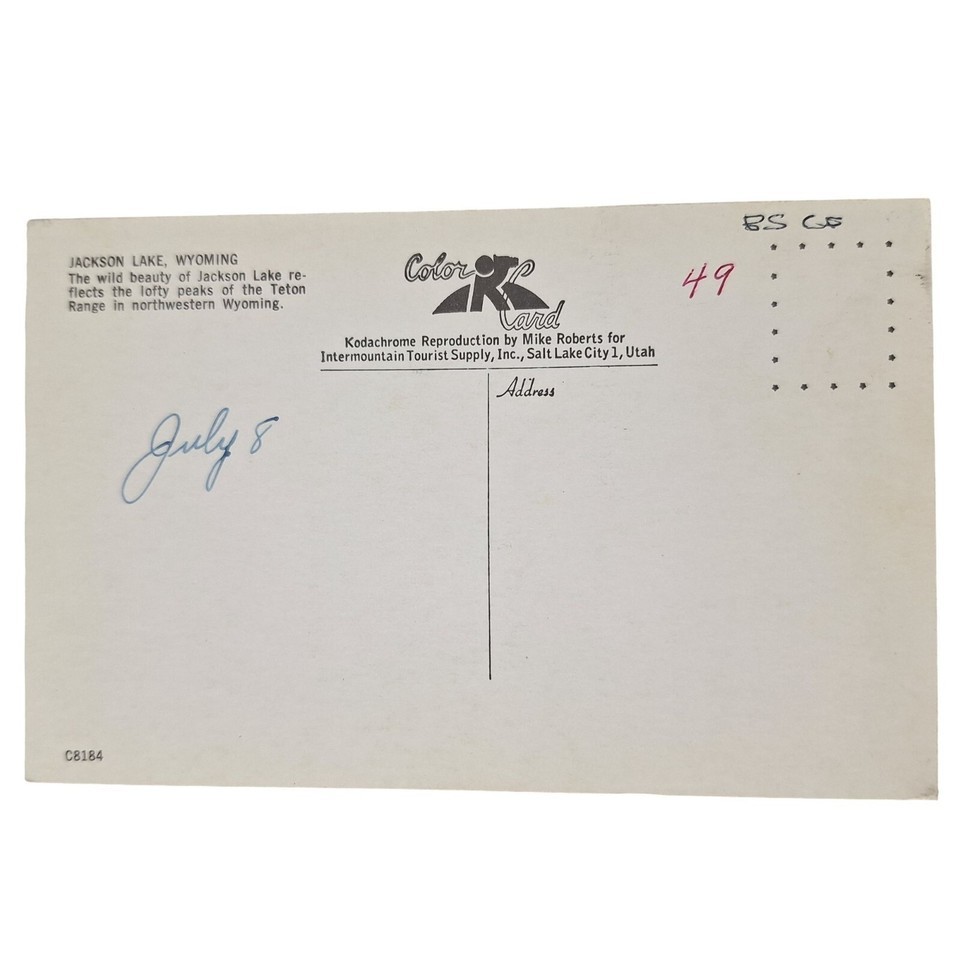 JACKSON LAKE, WYOMING
The wild beauty of Jackson Lake re-
flects the lofty peaks of the Teton
Range in northwestern Wyoming.
Color Card
Kodachrome Reproduction by Mike Roberts for
Intermountain Tourist Supply, Inc., Salt Lake City 1, Utah
49
Address
July 8
C8184